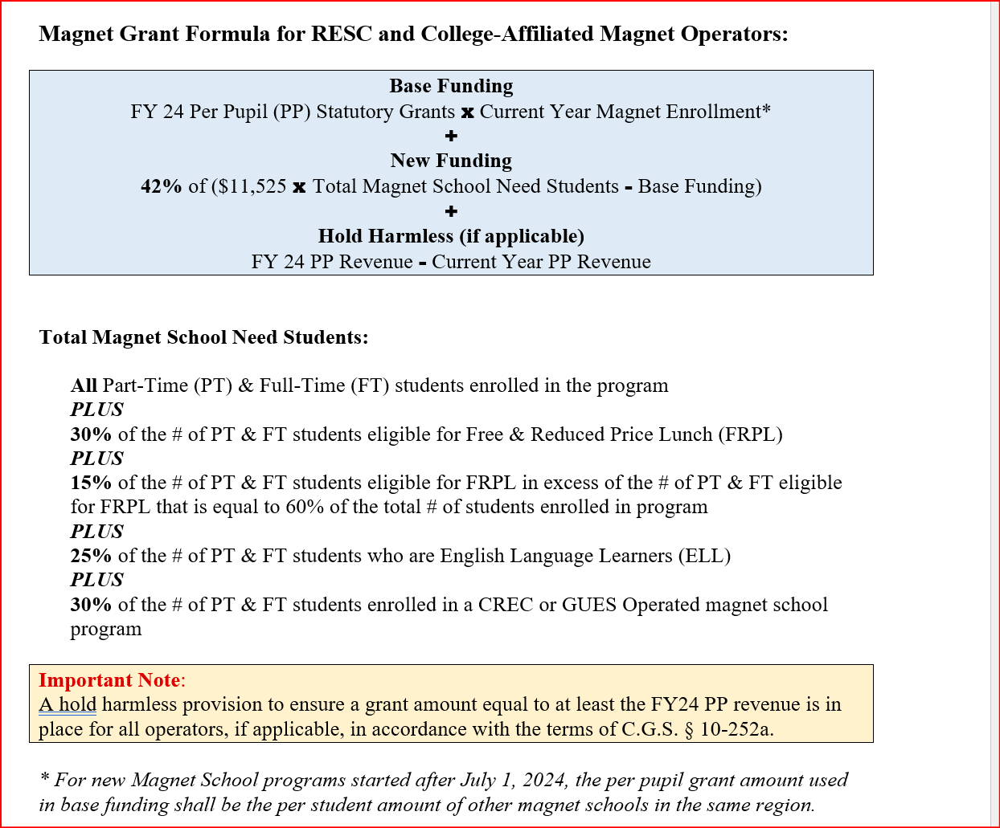 Magnet Grant Formula for RESC and College-Affiliated Magnet Operators:
Base Funding
FY 24 Per Pupil (PP) Statutory Grants x Current Year Magnet Enrollment*
+
New Funding
42% of ($11,525 x Total Magnet School Need Students - Base Funding)
+
Hold Harmless (if applicable)
FY 24 PP Revenue - Current Year PP Revenue
Total Magnet School Need Students:
All Part-Time (PT) & Full-Time (FT) students enrolled in the program
PLUS
30% of the # of PT & FT students eligible for Free & Reduced Price Lunch (FRPL)
PLUS
15% of the # of PT & FT students eligible for FRPL in excess of the # of PT & FT eligible
for FRPL that is equal to 60% of the total # of students enrolled in program
PLUS
25% of the # of PT & FT students who are English Language Learners (ELL)
PLUS
30% of the # of PT & FT students enrolled in a CREC or GUES Operated magnet school
program
Important Note:
A hold harmless provision to ensure a grant amount equal to at least the FY24 PP revenue is in
place for all operators, if applicable, in accordance with the terms of C.G.S. § 10-252a.
* For new Magnet School programs started after July 1, 2024, the per pupil grant amount used
in base funding shall be the per student amount of other magnet schools in the same region.